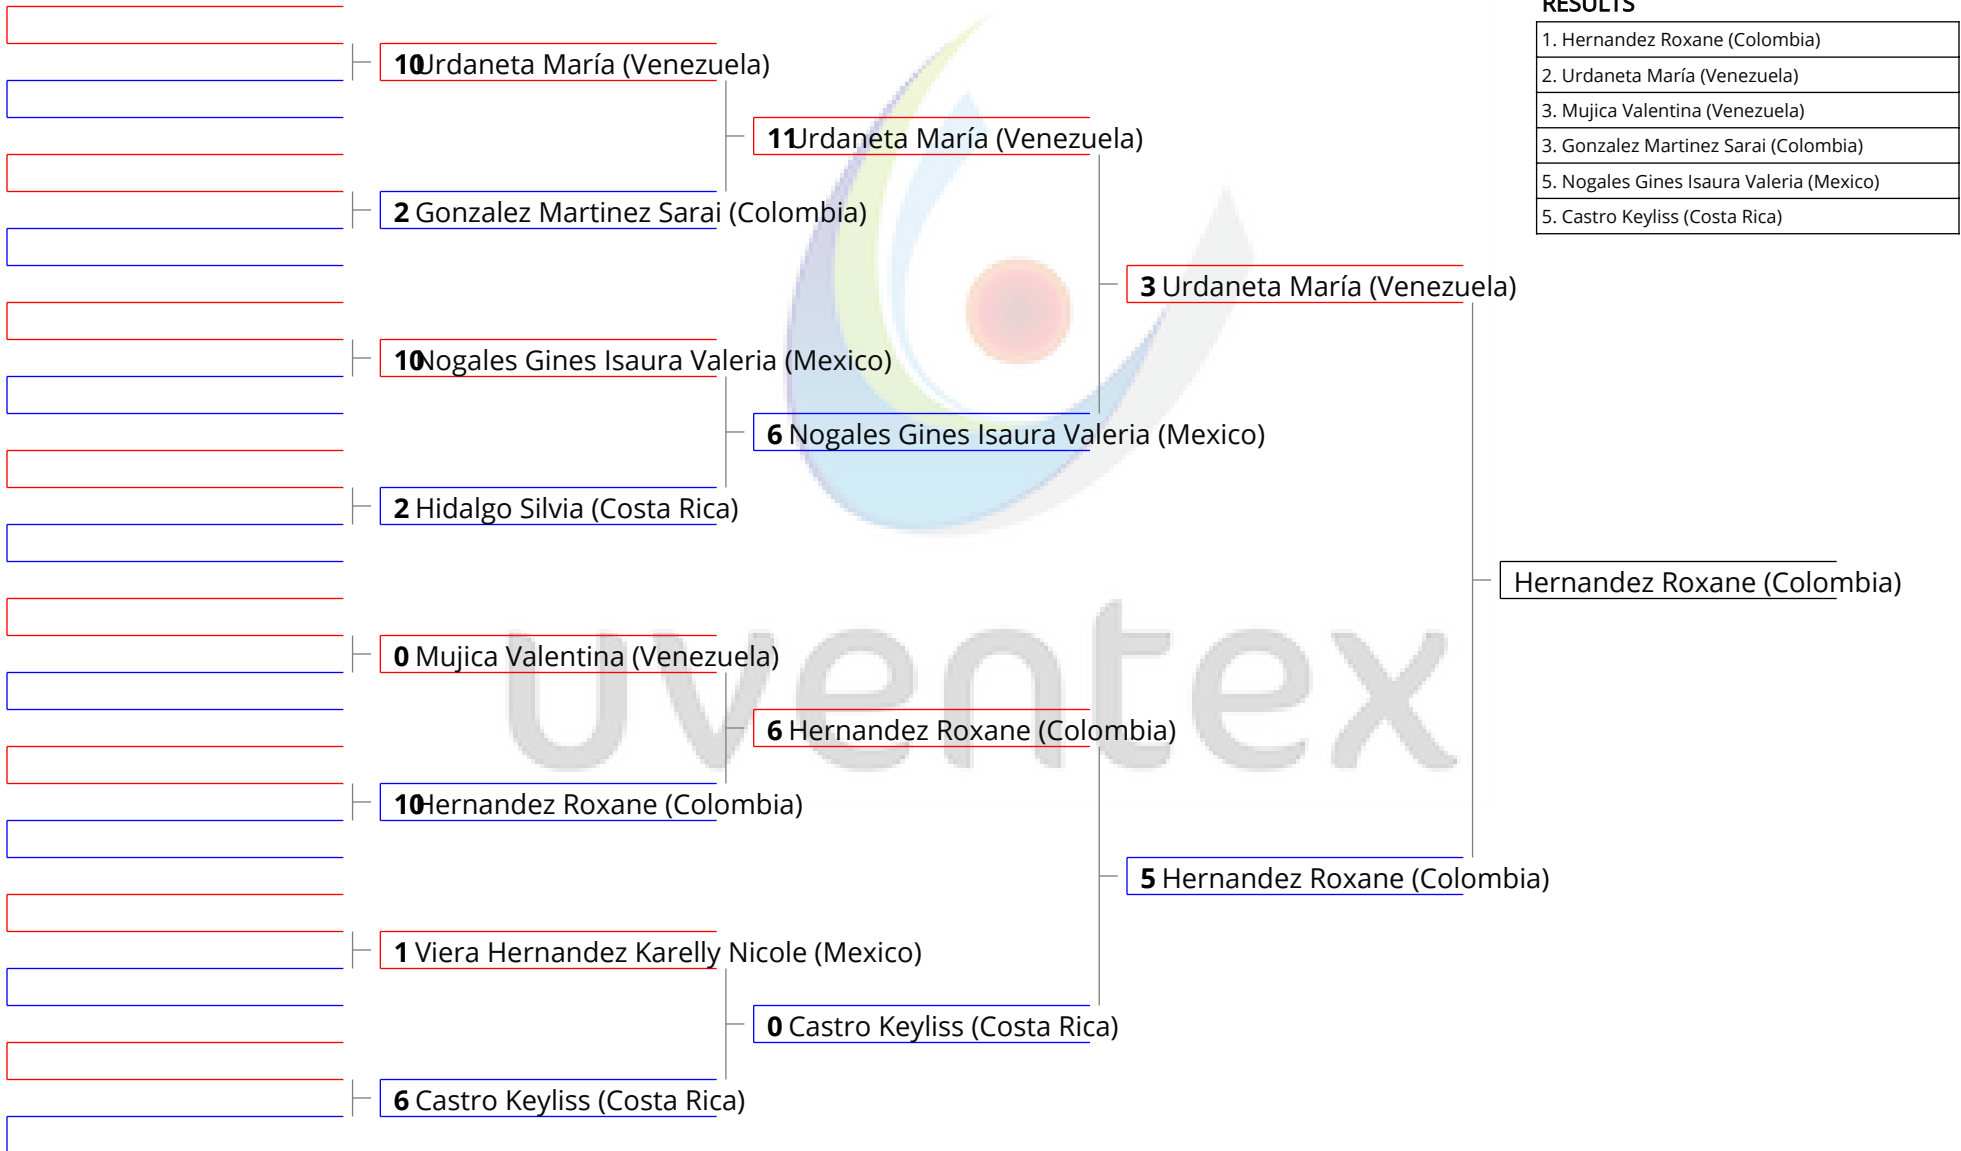 RESULTS
1. Hernandez Roxane (Colombia)
2. Urdaneta María (Venezuela)
3. Mujica Valentina (Venezuela)
3. Gonzalez Martinez Sarai (Colombia)
5. Nogales Gines Isaura Valeria (Mexico)
5. Castro Keyliss (Costa Rica)
10 Urdaneta María (Venezuela)
11 Urdaneta María (Venezuela)
2 Gonzalez Martinez Sarai (Colombia)
3 Urdaneta María (Venezuela)
10 Nogales Gines Isaura Valeria (Mexico)
6 Nogales Gines Isaura Valeria (Mexico)
2 Hidalgo Silvia (Costa Rica)
Hernandez Roxane (Colombia)
0 Mujica Valentina (Venezuela)
uventex
6 Hernandez Roxane (Colombia)
10 Hernandez Roxane (Colombia)
5 Hernandez Roxane (Colombia)
1 Viera Hernandez Karelly Nicole (Mexico)
0 Castro Keyliss (Costa Rica)
6 Castro Keyliss (Costa Rica)